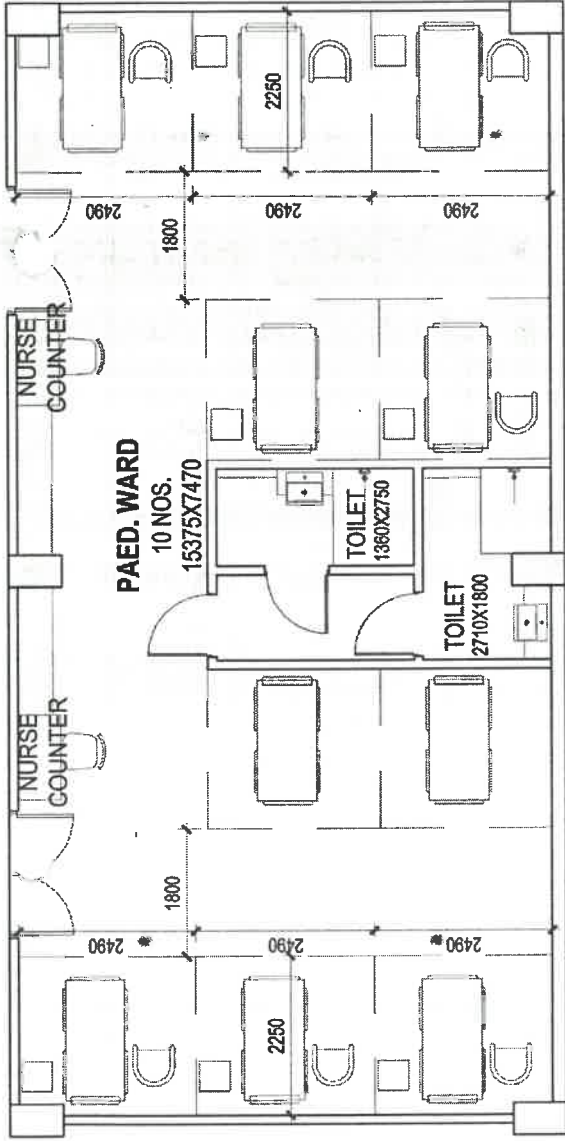 NURSE
COUNTER
NURSE
COUNTER
PAED. WARD
10 NOS.
15375X7470
TOILET
1360X2750
TOILET
2710X1800
1800
1800
2490
2490
2490
2490
2490
2490
2250
2250